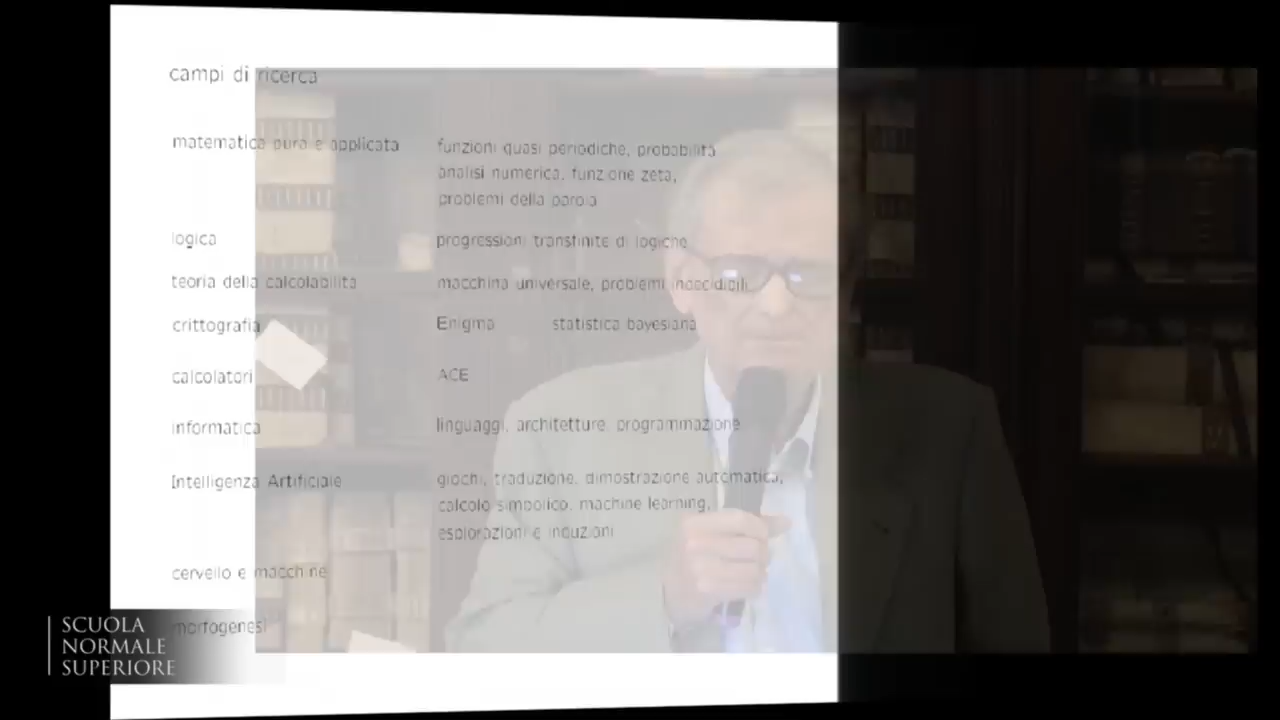 campi di ricerca
matematica pura e applicata
funzioni quasi periodiche, probabilità
analisi numerica, funzione zeta,
problemi della parola
logica
progressioni transfinite di logiche
teoria della calcolabilità
macchina universale, problemi indecidibili
crittografia
Enigma statistica bayesiana
calcolatori
ACE
informatica
linguaggi, architetture, programmazione
Intelligenza Artificiale
giochi, traduzione, dimostrazione automatica,
calcolo simbolico, machine learning,
esplorazioni e induzioni
cervello e macchine
morfogenesi
SCUOLA
NORMALE
SUPERIORE